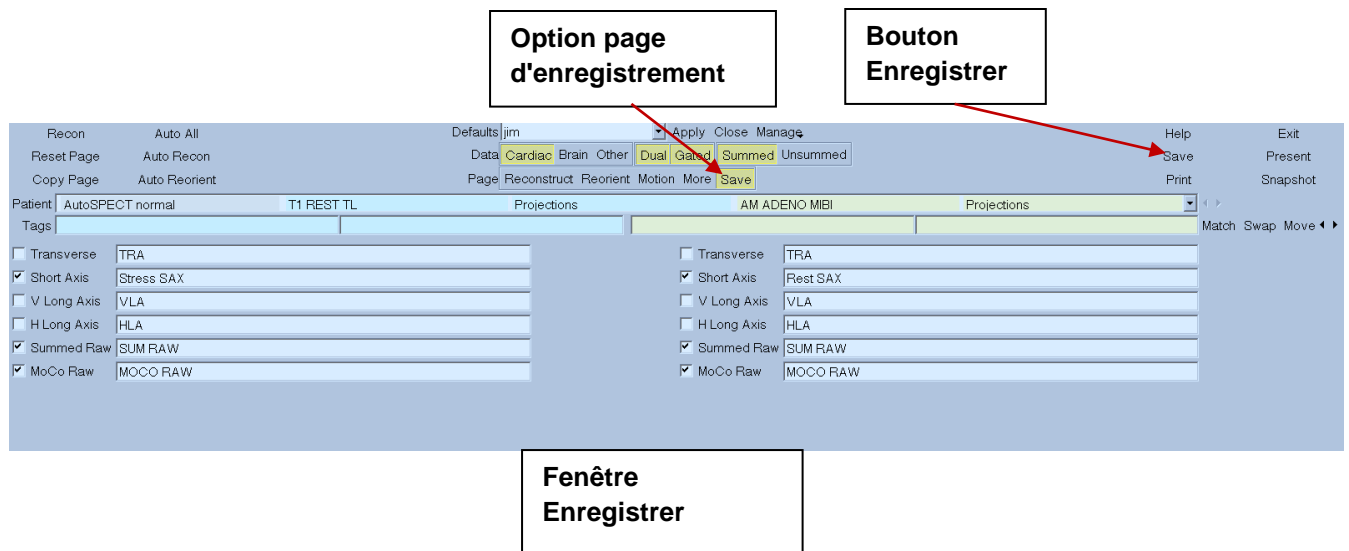 Option page
d'enregistrement
Bouton
Enregistrer
Recon Auto All Defaults jim Apply Close Manage Help Exit
Reset Page Auto Recon Data Cardiac Brain Other Dual Gated Summed Unsummed Save Present
Copy Page Auto Reorient Page Reconstruct Reorient Motion More Save Print Snapshot
Patient AutoSPECT normal T1 REST TL Projections AM ADENO MIBI Projections
Tags Match Swap Move
Transverse TRA Transverse TRA
Short Axis Stress SAX Short Axis Rest SAX
V Long Axis VLA V Long Axis VLA
H Long Axis HLA H Long Axis HLA
Summed Raw SUM RAW Summed Raw SUM RAW
MoCo Raw MOCO RAW MoCo Raw MOCO RAW
Fenêtre
Enregistrer